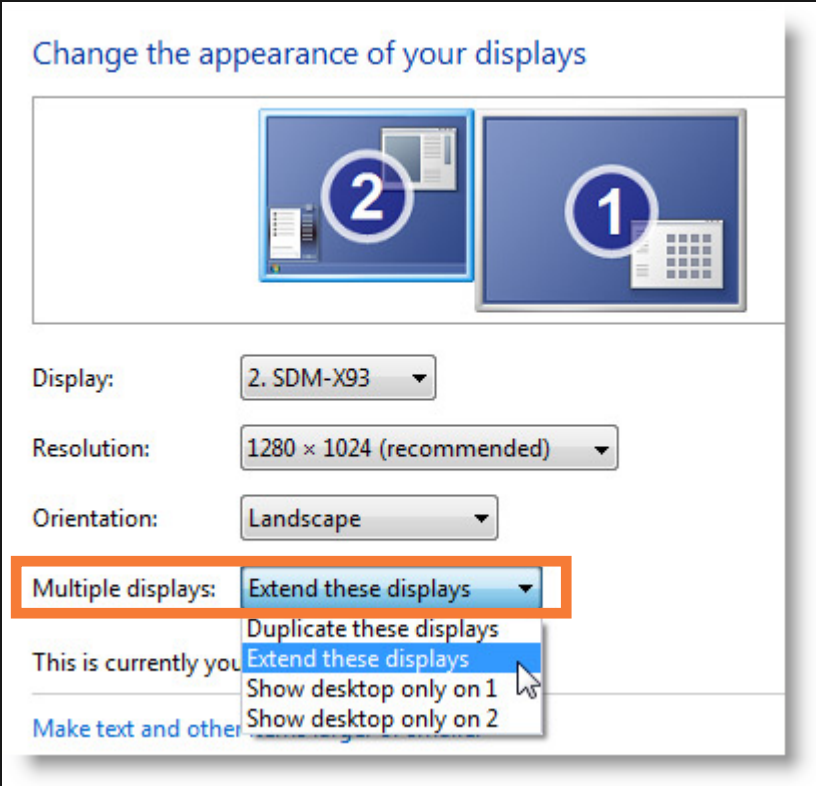 Change the appearance of your displays
2
1
Display: 2. SDM-X93
Resolution: 1280 × 1024 (recommended)
Orientation: Landscape
Multiple displays: Extend these displays
Duplicate these displays
This is currently you Extend these displays
Show desktop only on 1
Show desktop only on 2
Make text and other